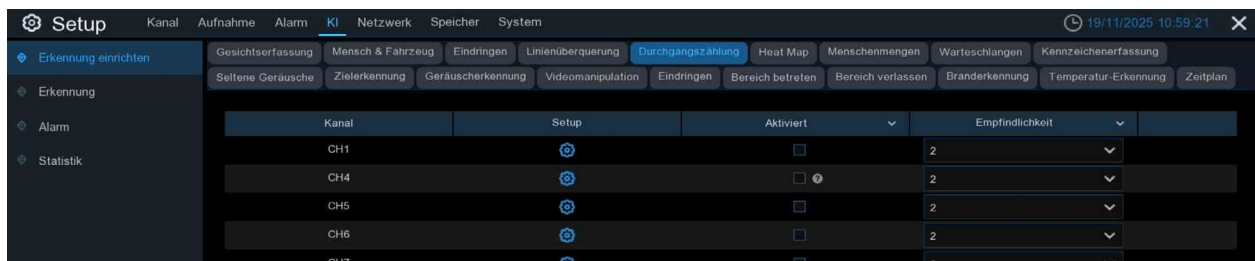 Setup Kanal Aufnahme Alarm KI Netzwerk Speicher System 19/11/2025 10:59:21
Erkennung einrichten
Erkennung
Alarm
Statistik
Gesichtserfassung Mensch & Fahrzeug Eindringen Linienüberquerung Durchgangszählung Heat Map Menschenmengen Warteschlangen Kennzeichenerfassung
Seltene Geräusche Zielerkennung Geräuscherkennung Videomanipulation Eindringen Bereich betreten Bereich verlassen Branderkennung Temperatur-Erkennung Zeitplan
Kanal Setup Aktiviert Empfindlichkeit
CH1 2
CH4 ? 2
CH5 2
CH6 2